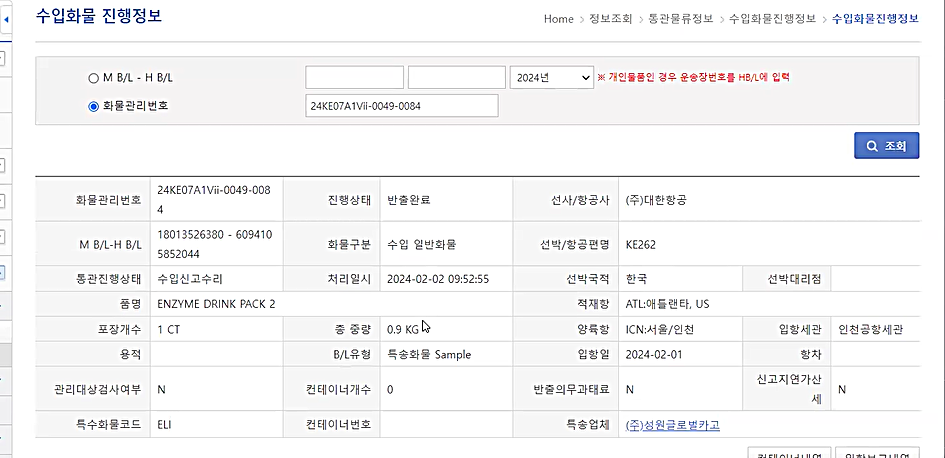 수입화물 진행정보
Home > 정보조회 > 통관물류정보 > 수입화물진행정보 > 수입화물진행정보
M B/L - H B/L 2024년 ※ 개인물품인 경우 운송장번호를 HB/L에 입력
화물관리번호 24KE07A1Vii-0049-0084
조회
화물관리번호 24KE07A1Vii-0049-008
4 진행상태 반출완료 선사/항공사 (주)대한항공
M B/L-H B/L 18013526380 - 609410
5852044 화물구분 수입 일반화물 선박/항공편명 KE262
통관진행상태 수입신고수리 처리일시 2024-02-02 09:52:55 선박국적 한국 선박대리점
품명 ENZYME DRINK PACK 2 적재항 ATL:애틀랜타, US
포장개수 1 CT 총 중량 0.9 KG 양륙항 ICN:서울/인천 입항세관 인천공항세관
용적 B/L유형 특송화물 Sample 입항일 2024-02-01 항차
관리대상검사여부 N 컨테이너개수 0 반출의무과태료 N 신고지연가산
세 N
특수화물코드 ELI 컨테이너번호 특송업체 (주)성원글로벌카고